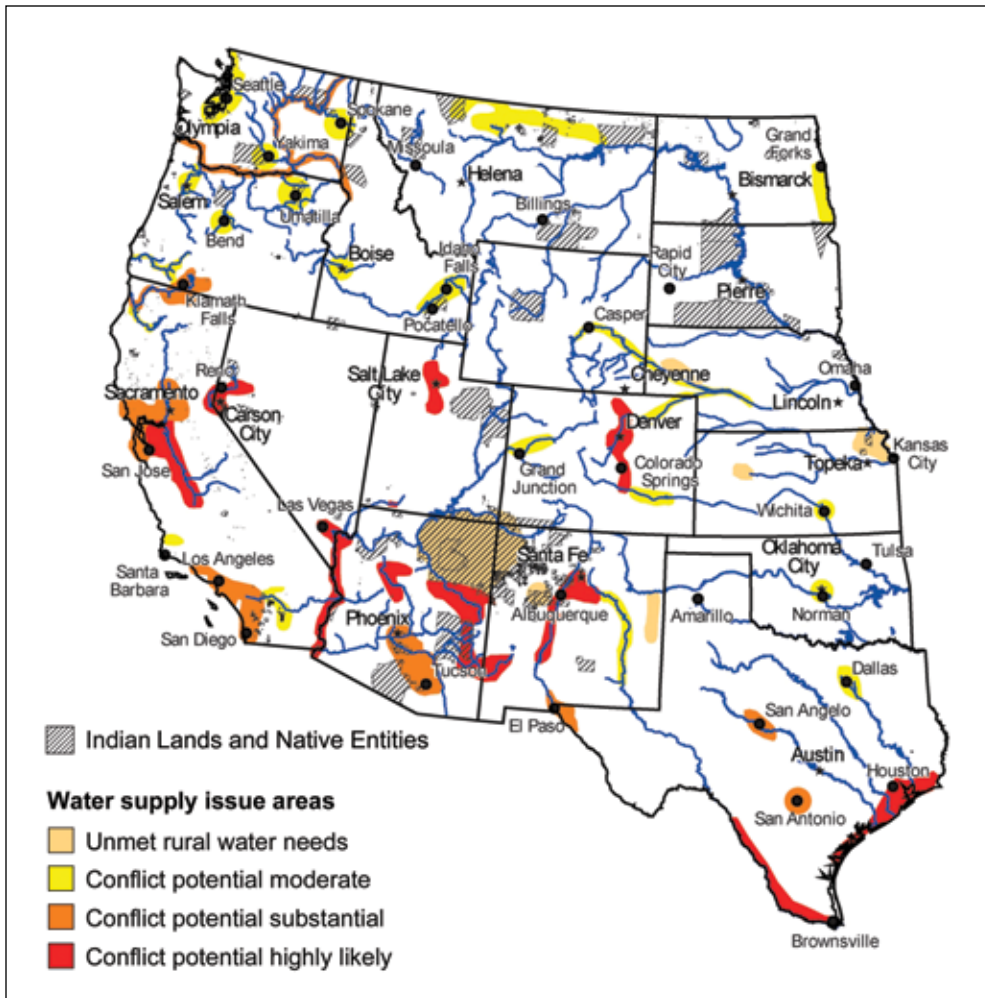 Seattle
Spokane
Olympia
Yakima
Missoula
Helena
Grand
Forks
Bismarck
Salem
Umatilla
Bend
Billings
Boise
Idaho
Falls
Rapid
City
Pierre
Klamath
Falls
Pocatello
Casper
Reno
Salt Lake
City
Cheyenne
Omaha
Lincoln
Sacramento
Carson
City
Denver
Kansas
City
Topeka
San Jose
Grand
Junction
Colorado
Springs
Las Vegas
Wichita
Santa Fe
Oklahoma
City
Tulsa
Los Angeles
Santa
Barbara
Albuquerque
Amarillo
Norman
Phoenix
San Diego
Tucson
Dallas
El Paso
San Angelo
Austin
Houston
San Antonio
Brownsville
Indian Lands and Native Entities
Water supply issue areas
Unmet rural water needs
Conflict potential moderate
Conflict potential substantial
Conflict potential highly likely